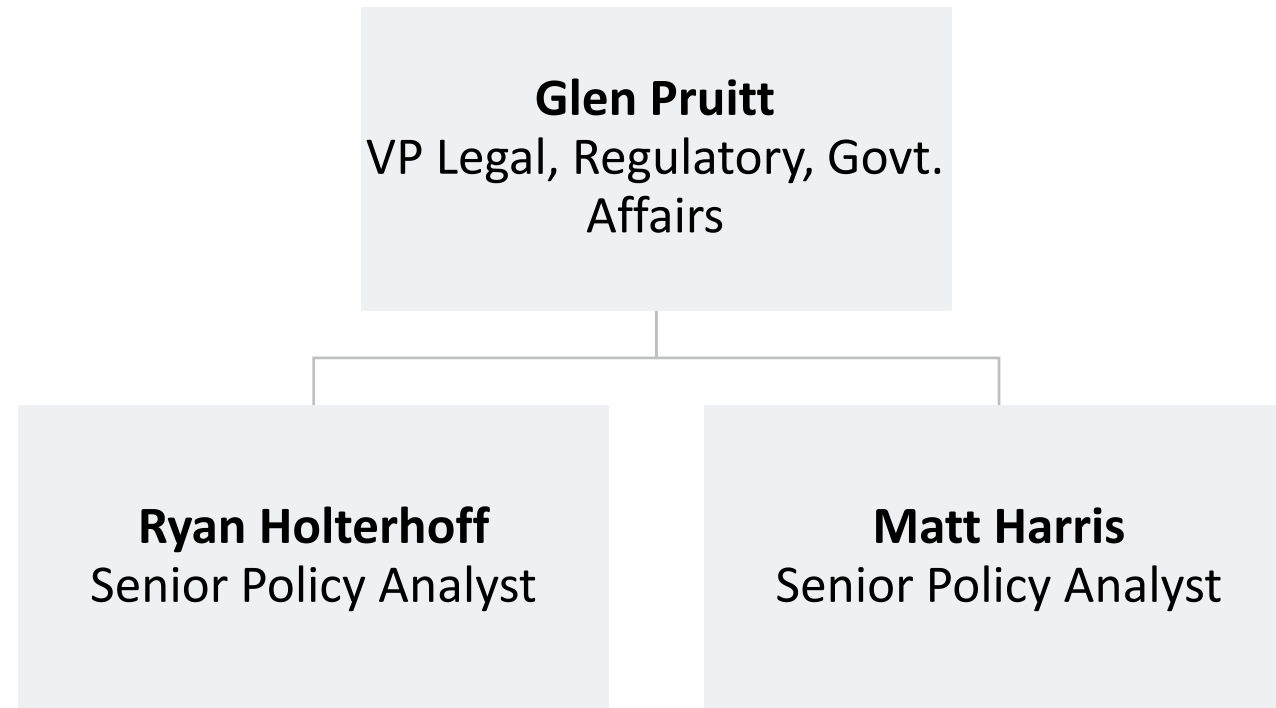 Glen Pruitt
VP Legal, Regulatory, Govt.
Affairs
Ryan Holterhoff
Senior Policy Analyst
Matt Harris
Senior Policy Analyst